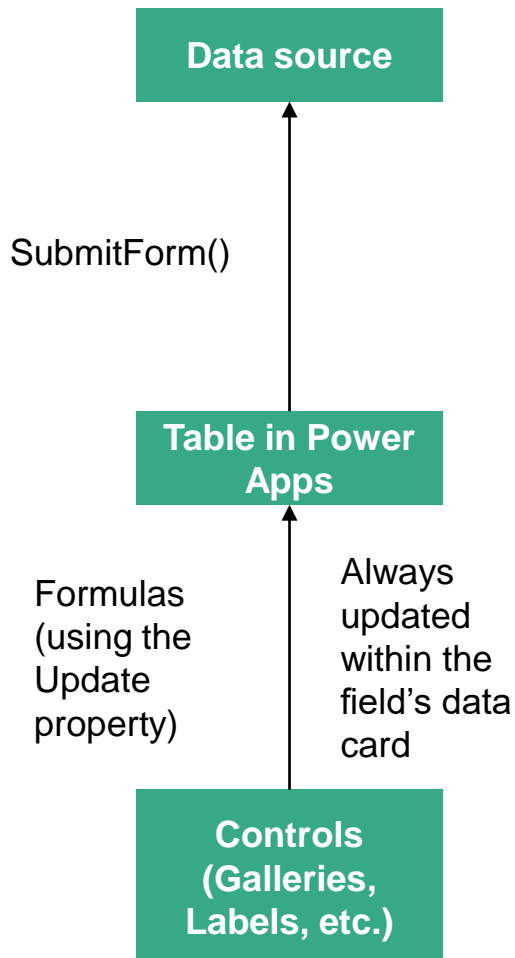 Data source
SubmitForm()
Table in Power
Apps
Formulas
(using the
Update
property)
Always
updated
within the
field’s data
card
Controls
(Galleries,
Labels, etc.)